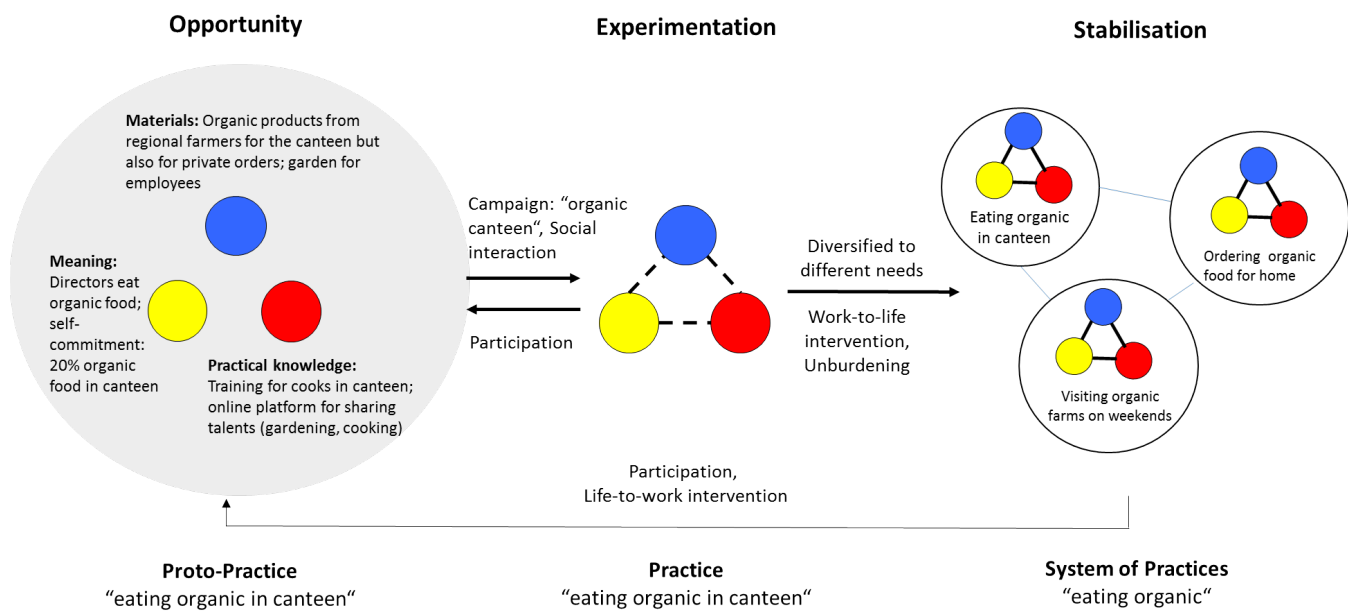 Opportunity
Experimentation
Stabilisation
Materials: Organic products from
regional farmers for the canteen but
also for private orders; garden for
employees
Meaning:
Directors eat
organic food;
self-
commitment:
20% organic
food in canteen
Practical knowledge:
Training for cooks in canteen;
online platform for sharing
talents (gardening, cooking)
Campaign: “organic
canteen“, Social
interaction
Participation
Diversified to
different needs
Work-to-life
intervention,
Unburdening
Eating organic
in canteen
Ordering organic
food for home
Visiting organic
farms on weekends
Participation,
Life-to-work intervention
Proto-Practice
“eating organic in canteen“
Practice
“eating organic in canteen“
System of Practices
“eating organic“